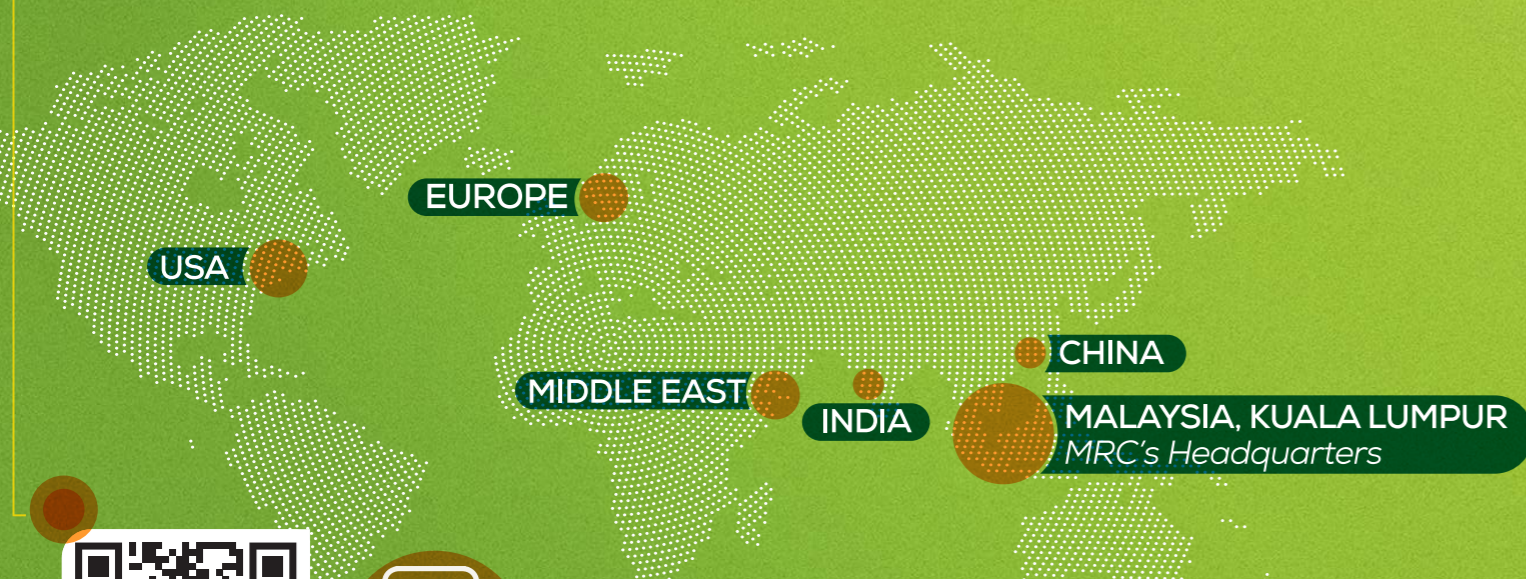 EUROPE
USA
CHINA
MIDDLE EAST
INDIA
MALAYSIA, KUALA LUMPUR
MRC's Headquarters